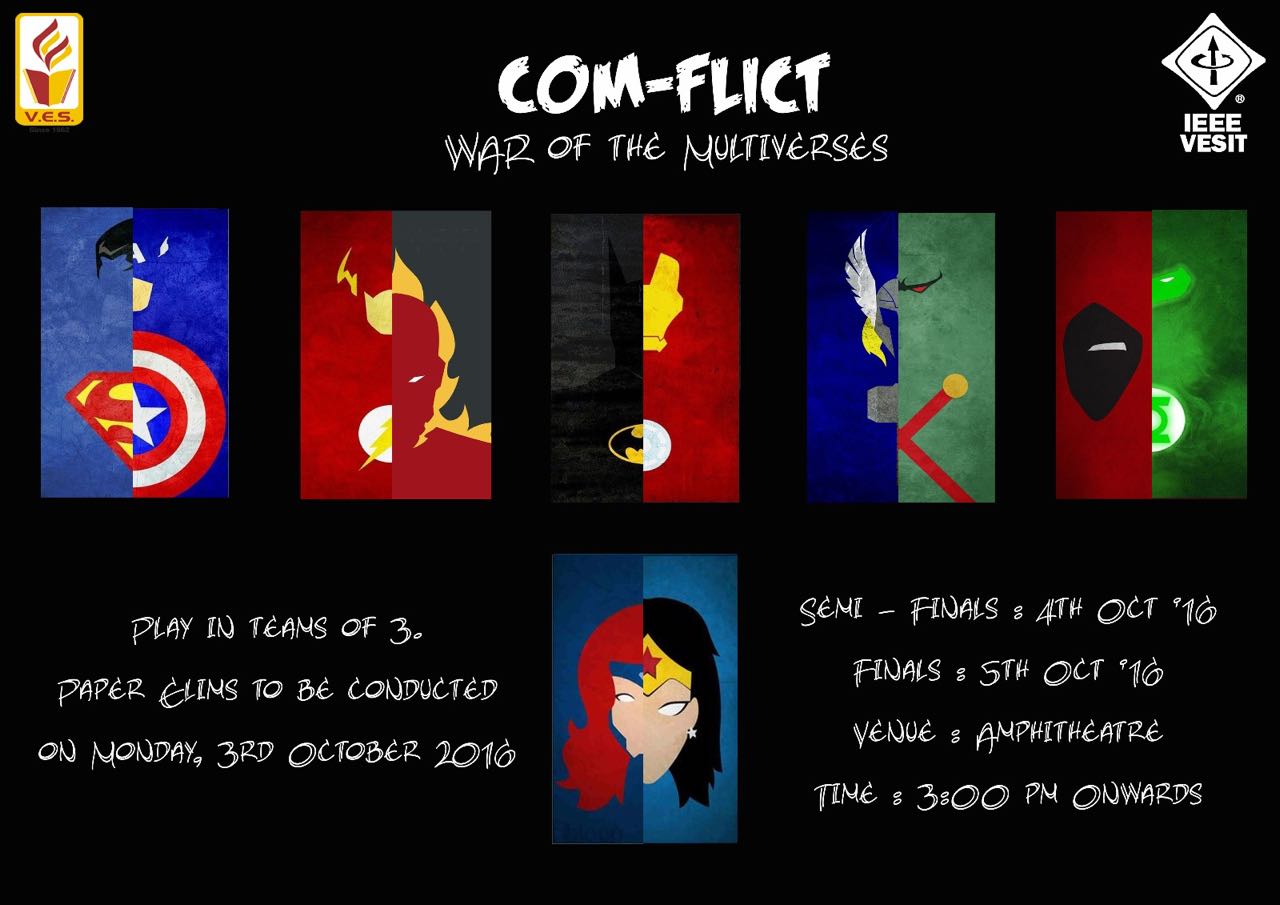 V.E.S.
Since 1962
COM-FLICT
WAR OF THE MULTIVERSES
IEEE
VESIT
®
PLAY IN TEAMS OF 3.
PAPER ELIMS TO BE CONDUCTED
ON MONDAY, 3RD OCTOBER 2016
SEMI - FINALS : 4TH OCT '16
FINALS : 5TH OCT '16
VENUE : AMPHITHEATRE
TIME : 3:00 PM ONWARDS